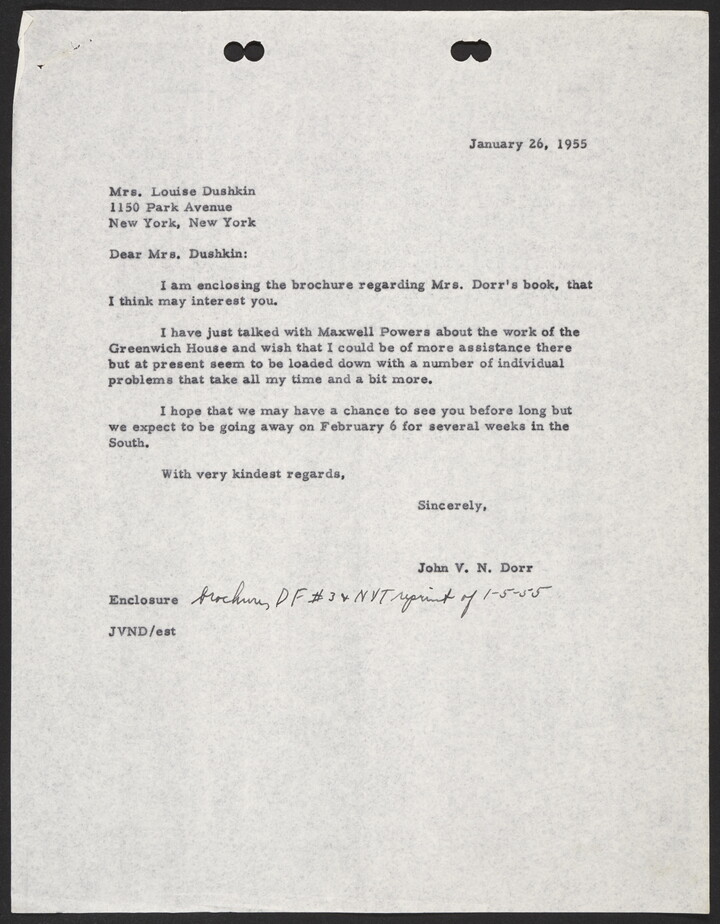 January 26, 1955
Mrs. Louise Dushkin
1150 Park Avenue
New York, New York
Dear Mrs. Dushkin:
I am enclosing the brochure regarding Mrs. Dorr's book, that
I think may interest you.
I have just talked with Maxwell Powers about the work of the
Greenwich House and wish that I could be of more assistance there
but at present seem to be loaded down with a number of individual
problems that take all my time and a bit more.
I hope that we may have a chance to see you before long but
we expect to be going away on February 6 for several weeks in the
South.
With very kindest regards,
Sincerely,
John V. N. Dorr
Enclosure brochure, DF #3 & NYT reprint of 1-5-55
JVND/est